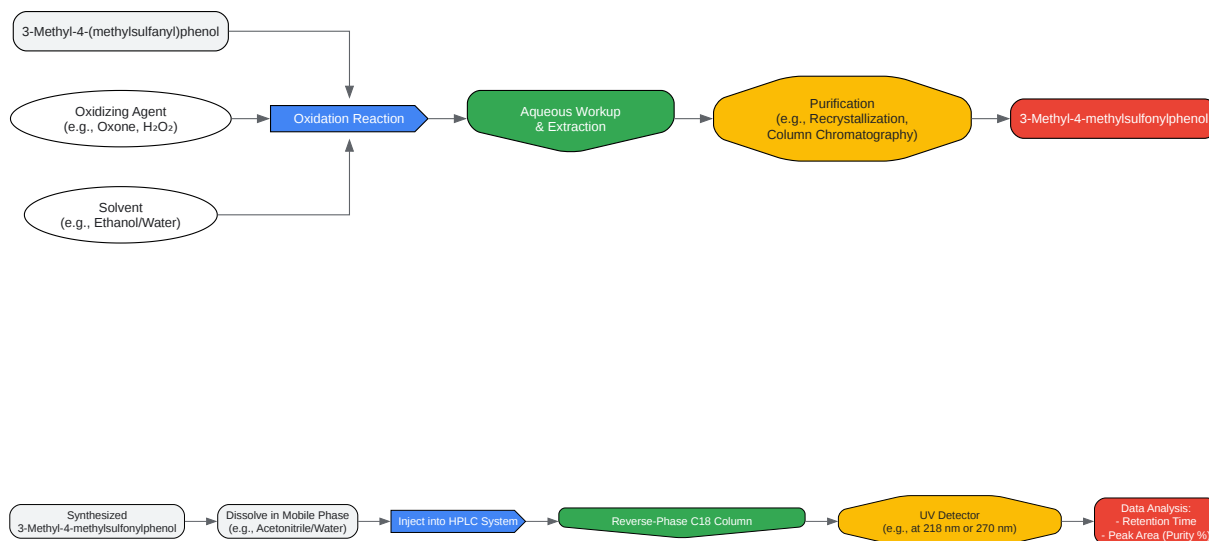 3-Methyl-4-(methylsulfanyl)phenol
Oxidizing Agent
(e.g., Oxone, H₂O₂)
Solvent
(e.g., Ethanol/Water)
Oxidation Reaction
Aqueous Workup
& Extraction
Purification
(e.g., Recrystallization,
Column Chromatography)
3-Methyl-4-methylsulfonylphenol
Synthesized
3-Methyl-4-methylsulfonylphenol
Dissolve in Mobile Phase
(e.g., Acetonitrile/Water)
Inject into HPLC System
Reverse-Phase C18 Column
UV Detector
(e.g., at 218 nm or 270 nm)
Data Analysis:
- Retention Time
- Peak Area (Purity %)